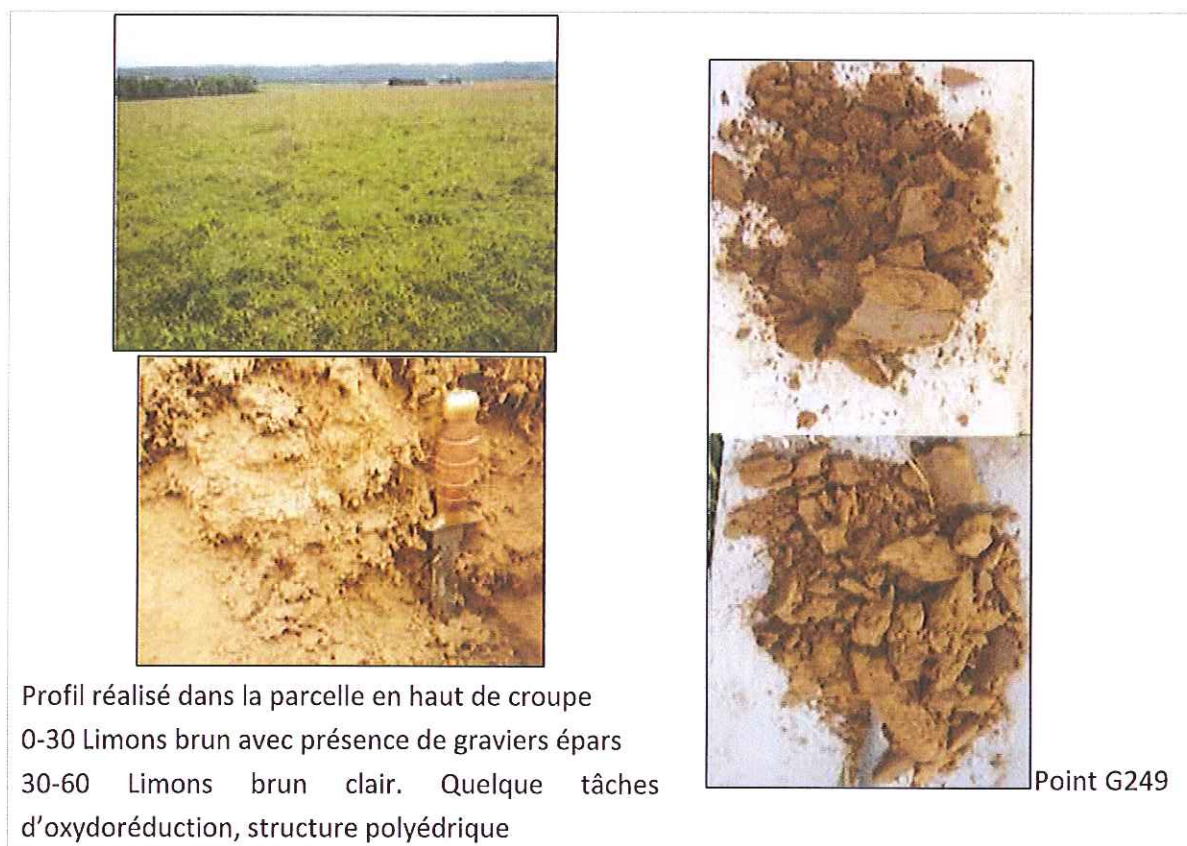 Profil réalisé dans la parcelle en haut de croupe
0-30 Limons brun avec présence de graviers épars
30-60 Limons brun clair. Quelque tâches
d'oxydoréduction, structure polyédrique
Point G249